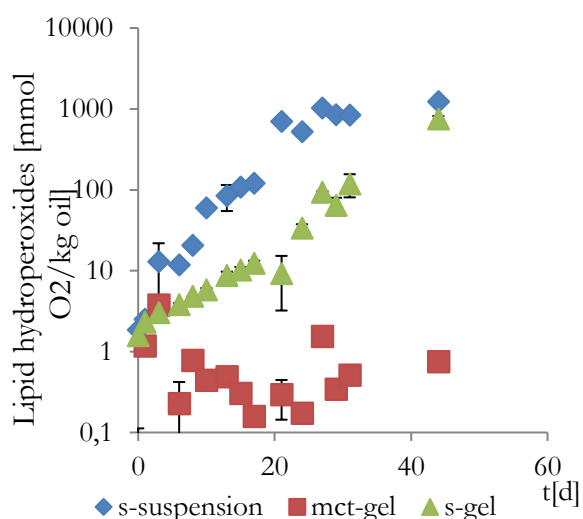 Lipid hydroperoxides [mmol
O2/kg oil]
10000
1000
100
10
1
0,1
0
20
40
60
t[d]
s-suspension
mct-gel
s-gel